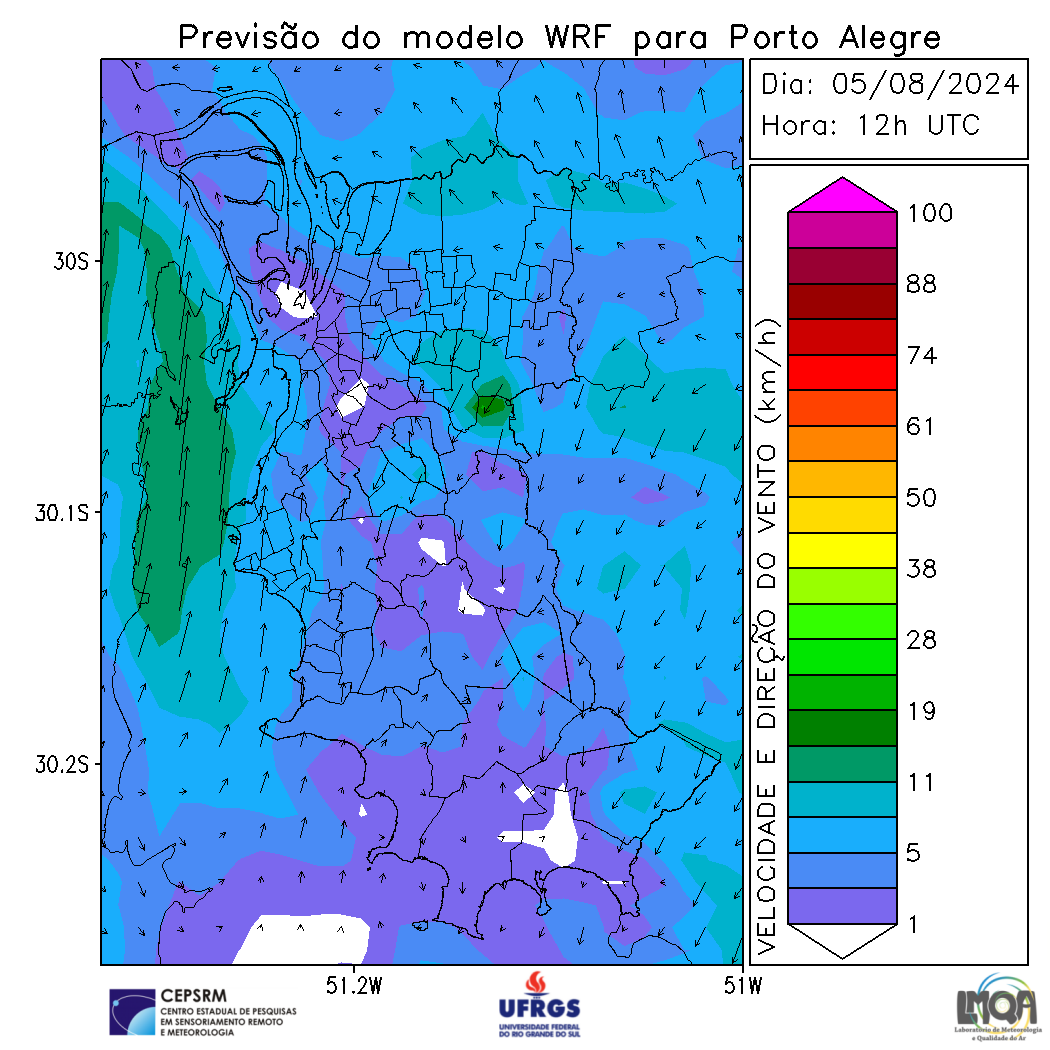 Previsão do modelo WRF para Porto Alegre
Dia: 05/08/2024
Hora: 12h UTC
30S
30.1S
30.2S
51.2W
51W
VELOCIDADE E DIREÇÃO DO VENTO (km/h)
100
88
74
61
50
38
28
19
11
5
1
CEPSRM
CENTRO ESTADUAL DE PESQUISAS
EM SENSORIAMENTO REMOTO
E METEOROLOGIA
UFRGS
UNIVERSIDADE FEDERAL
DO RIO GRANDE DO SUL
LMQA
Laboratório de Meteorologia
e Qualidade do Ar